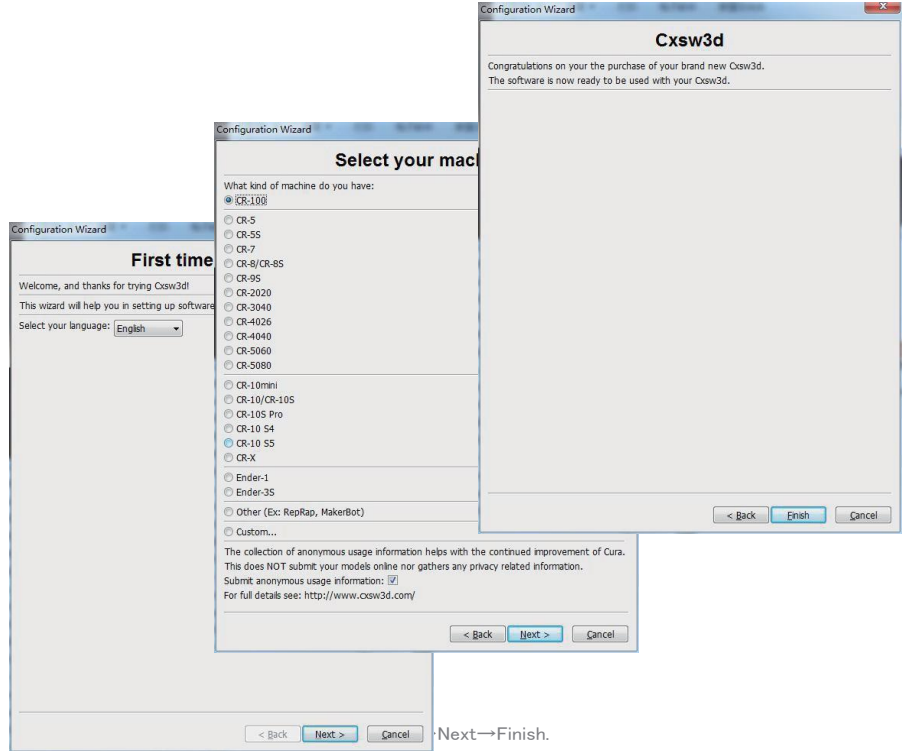 Configuration Wizard
Cxsw3d
Congratulations on your the purchase of your brand new Cxsw3d.
The software is now ready to be used with your Cxsw3d.
< Back
Finish
Cancel
Configuration Wizard
Select your mac
What kind of machine do you have:
CR-100
CR-5
CR-5S
CR-7
CR-8/CR-8S
CR-9S
CR-2020
CR-3040
CR-4026
CR-4040
CR-5060
CR-5080
CR-10mini
CR-10/CR-10S
CR-10S Pro
CR-10 S4
CR-10 S5
CR-X
Ender-1
Ender-3S
Other (Ex: RepRap, MakerBot)
Custom...
The collection of anonymous usage information helps with the continued improvement of Cura.
This does NOT submit your models online nor gathers any privacy related information.
Submit anonymous usage information:
For full details see: http://www.cxsw3d.com/
< Back
Next >
Cancel
Configuration Wizard
First time
Welcome, and thanks for trying Cxsw3d!
This wizard will help you in setting up software
Select your language: English
< Back
Next >
Cancel
Next→Finish.